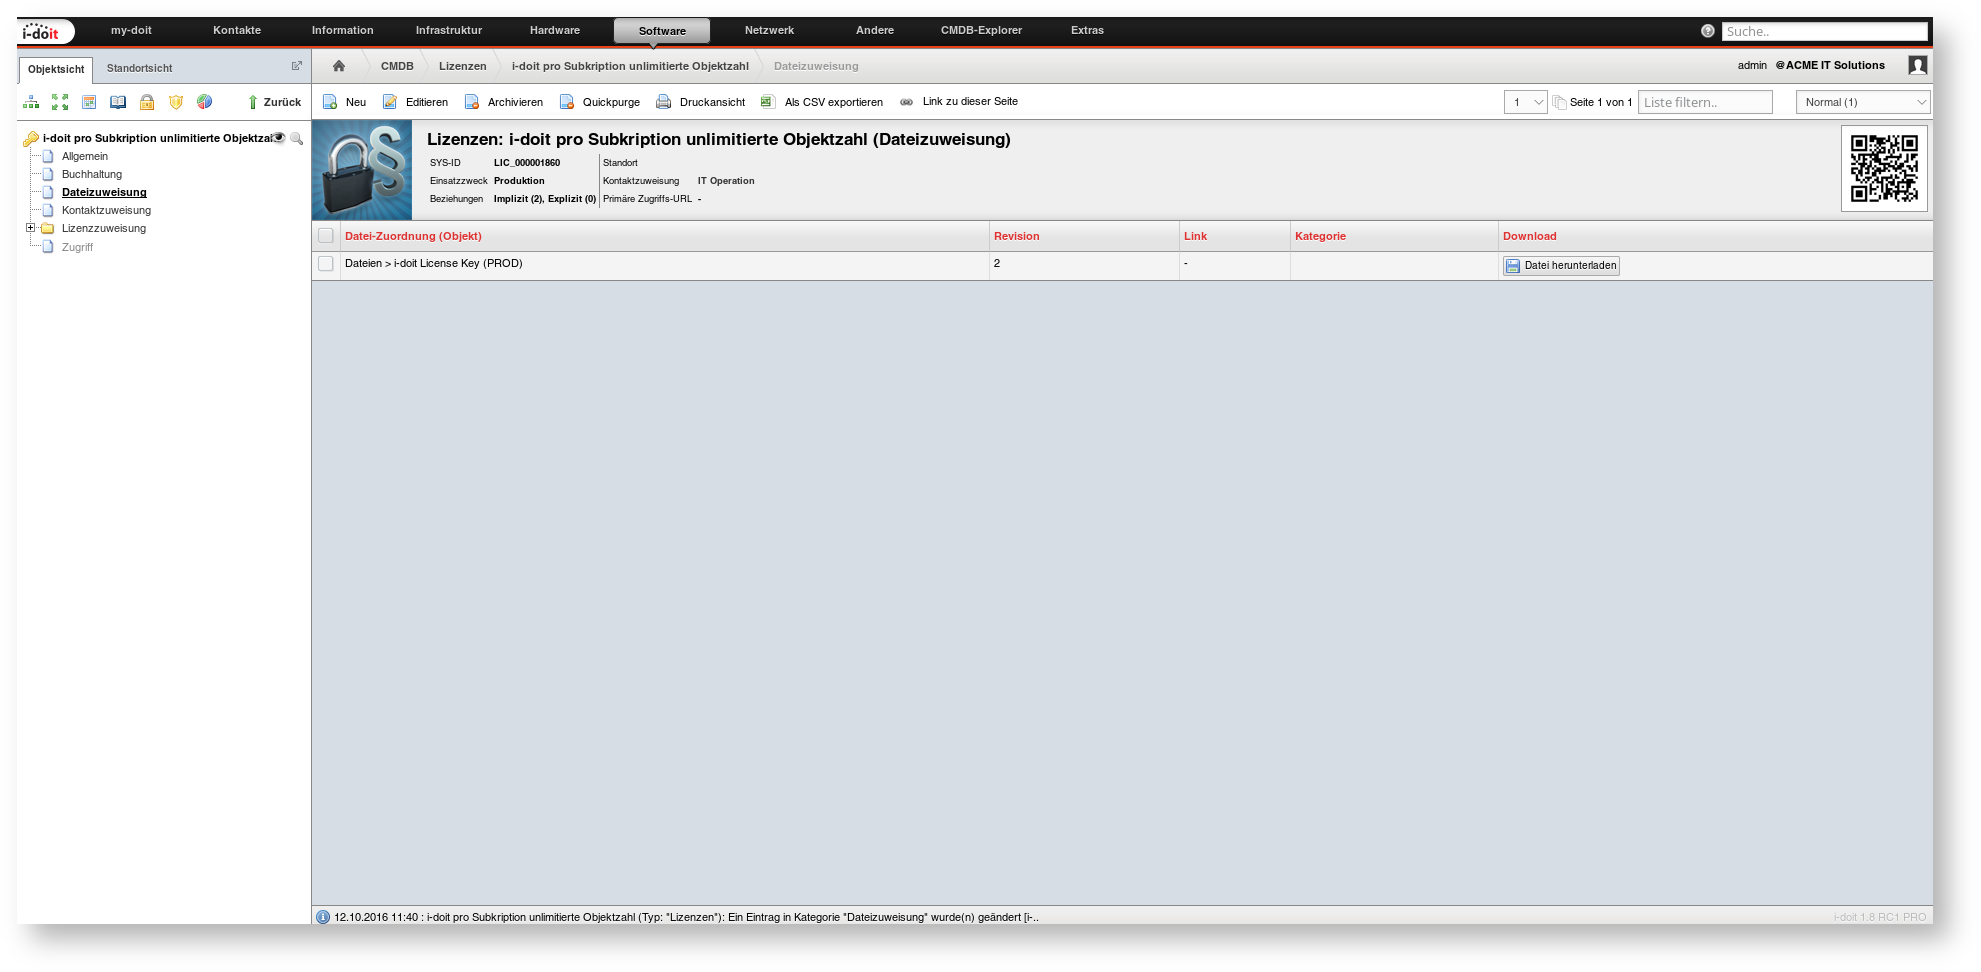 i-doit my-doit Kontakte Information Infrastruktur Hardware Software Netzwerk Andere CMDB-Explorer Extras ? Suche..
Objektsicht Standortsicht CMDB Lizenzen i-doit pro Subkription unlimitierte Objektzahl Dateizuweisung admin @ACME IT Solutions
Zurück Neu Editieren Archivieren Quickpurge Druckansicht Als CSV exportieren Link zu dieser Seite 1 Seite 1 von 1 Liste filtern.. Normal (1)
i-doit pro Subkription unlimitierte Objektza
Allgemein
Buchhaltung
Dateizuweisung
Kontaktzuweisung
Lizenzzuweisung
Zugriff
Lizenzen: i-doit pro Subkription unlimitierte Objektzahl (Dateizuweisung)
SYS-ID LIC_000001860 Standort
Einsatzzweck Produktion Kontaktzuweisung IT Operation
Beziehungen Implizit (2), Explizit (0) Primäre Zugriffs-URL -
Datei-Zuordnung (Objekt) Revision Link Kategorie Download
Dateien > i-doit License Key (PROD) 2 - Datei herunterladen
12.10.2016 11:40 : i-doit pro Subkription unlimitierte Objektzahl (Typ: "Lizenzen"): Ein Eintrag in Kategorie "Dateizuweisung" wurde(n) geändert [i-.. i-doit 1.8 RC1 PRO